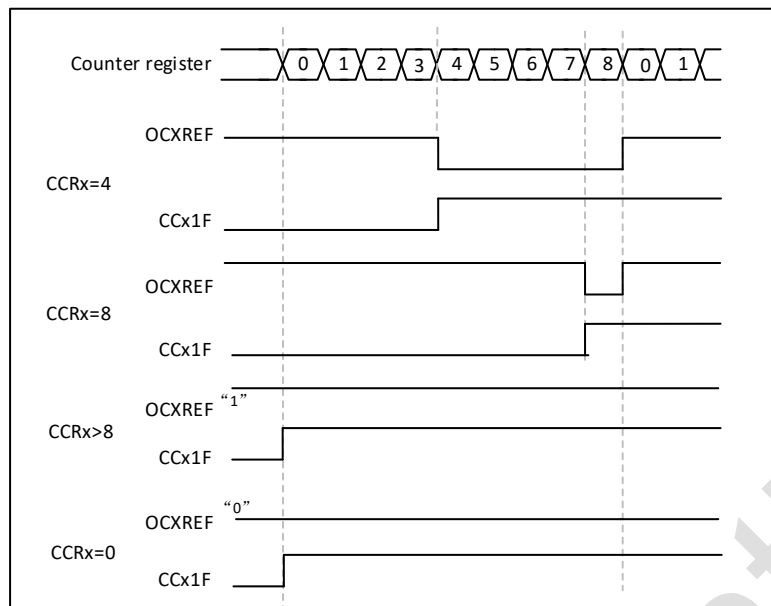 Counter register 0 1 2 3 4 5 6 7 8 0 1
OCXREF
CCRx=4
CCx1F
OCXREF
CCRx=8
CCx1F
OCXREF “1”
CCRx>8
CCx1F
OCXREF “0”
CCRx=0
CCx1F